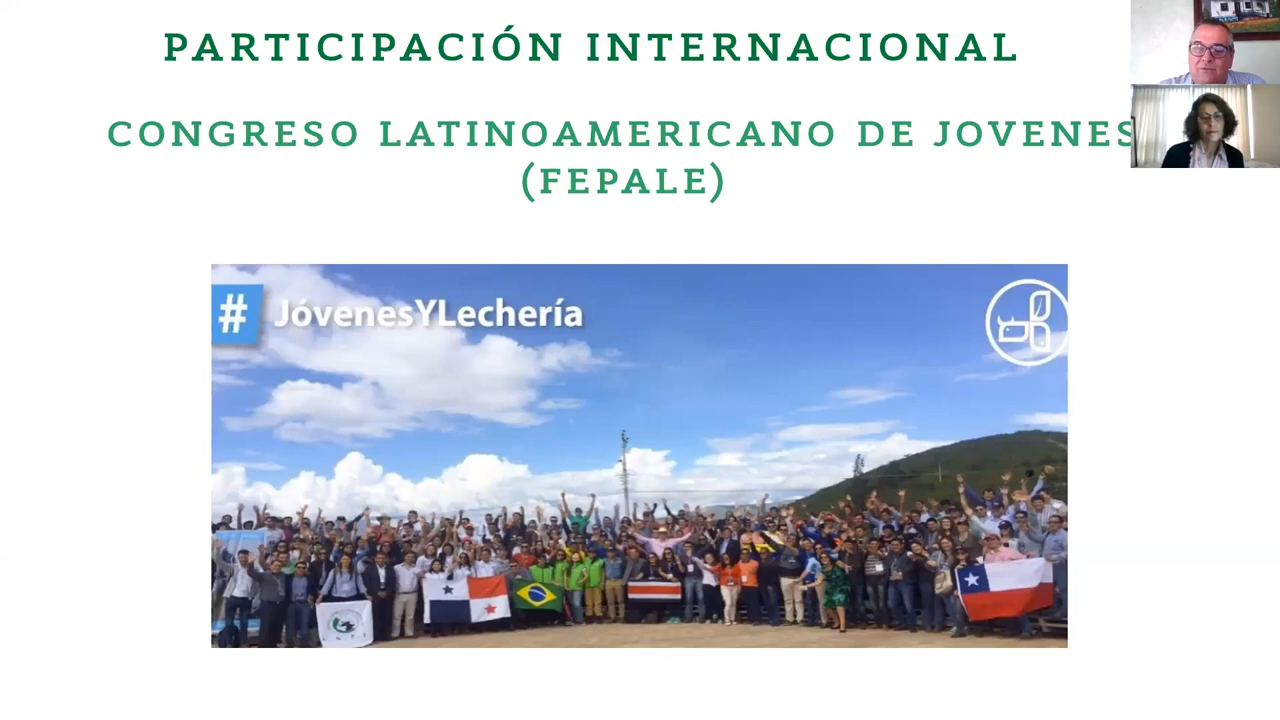 PARTICIPACIÓN INTERNACIONAL
CONGRESO LATINOAMERICANO DE JOVENES
(FEPALE)
# JóvenesYLechería